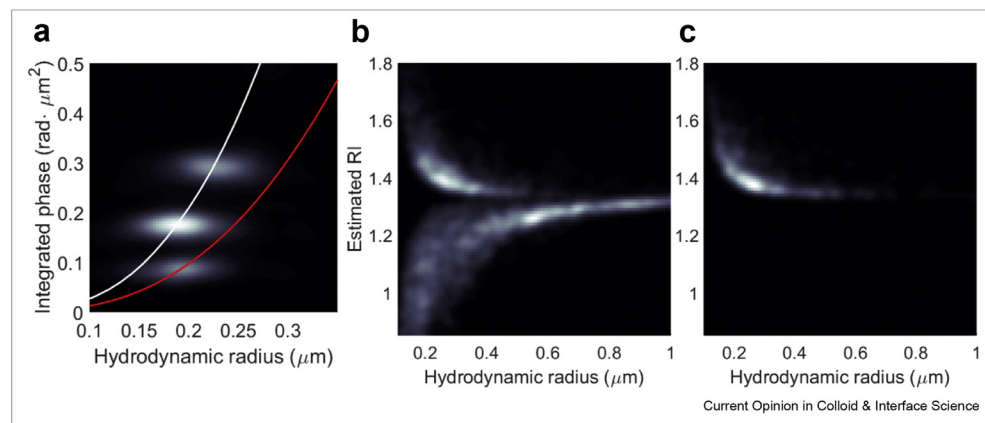 a
b
c
Integrated phase (rad· μm²)
0.5
0.4
0.3
0.2
0.1
0
0.1 0.15 0.2 0.25 0.3
Hydrodynamic radius (μm)
Estimated RI
1.8
1.6
1.4
1.2
1
0.2 0.4 0.6 0.8 1
Hydrodynamic radius (μm)
1.8
1.6
1.4
1.2
1
0.2 0.4 0.6 0.8 1
Hydrodynamic radius (μm)
Current Opinion in Colloid & Interface Science